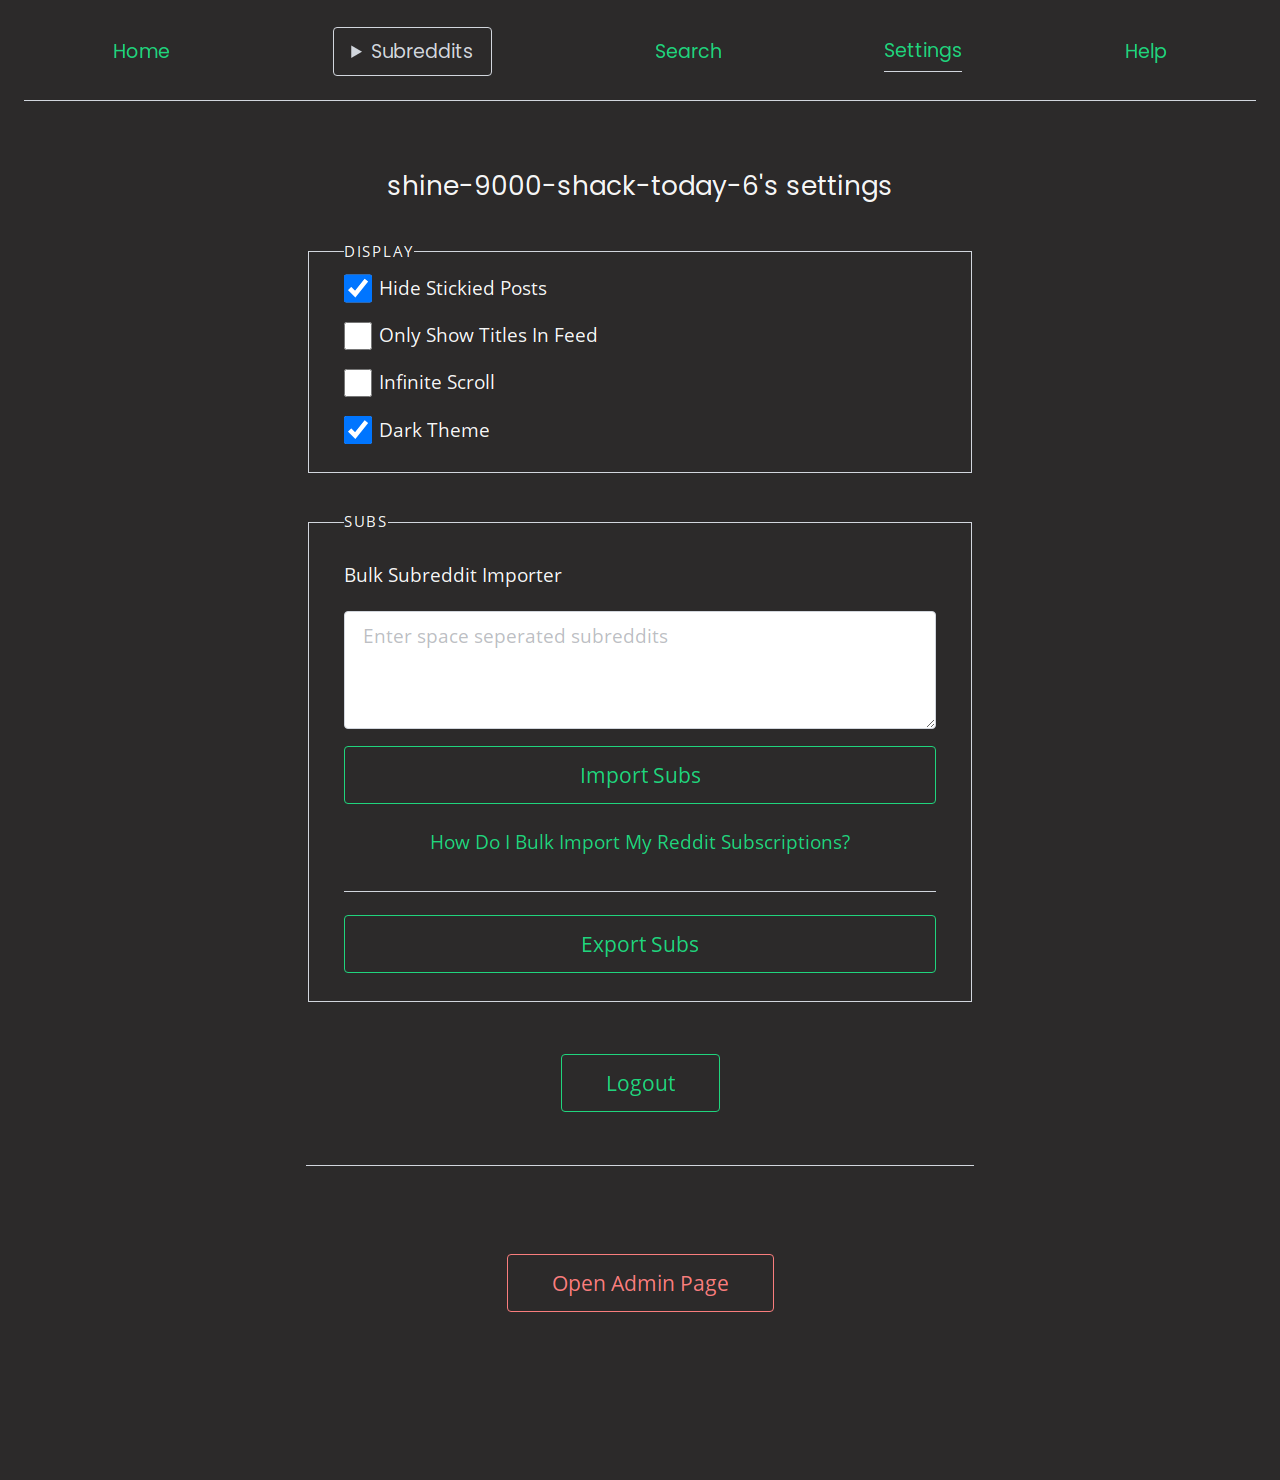 Home
Subreddits
Search
Settings
Help
shine-9000-shack-today-6's settings
DISPLAY
Hide Stickied Posts
Only Show Titles In Feed
Infinite Scroll
Dark Theme
SUBS
Bulk Subreddit Importer
Enter space seperated subreddits
Import Subs
How Do I Bulk Import My Reddit Subscriptions?
Export Subs
Logout
Open Admin Page